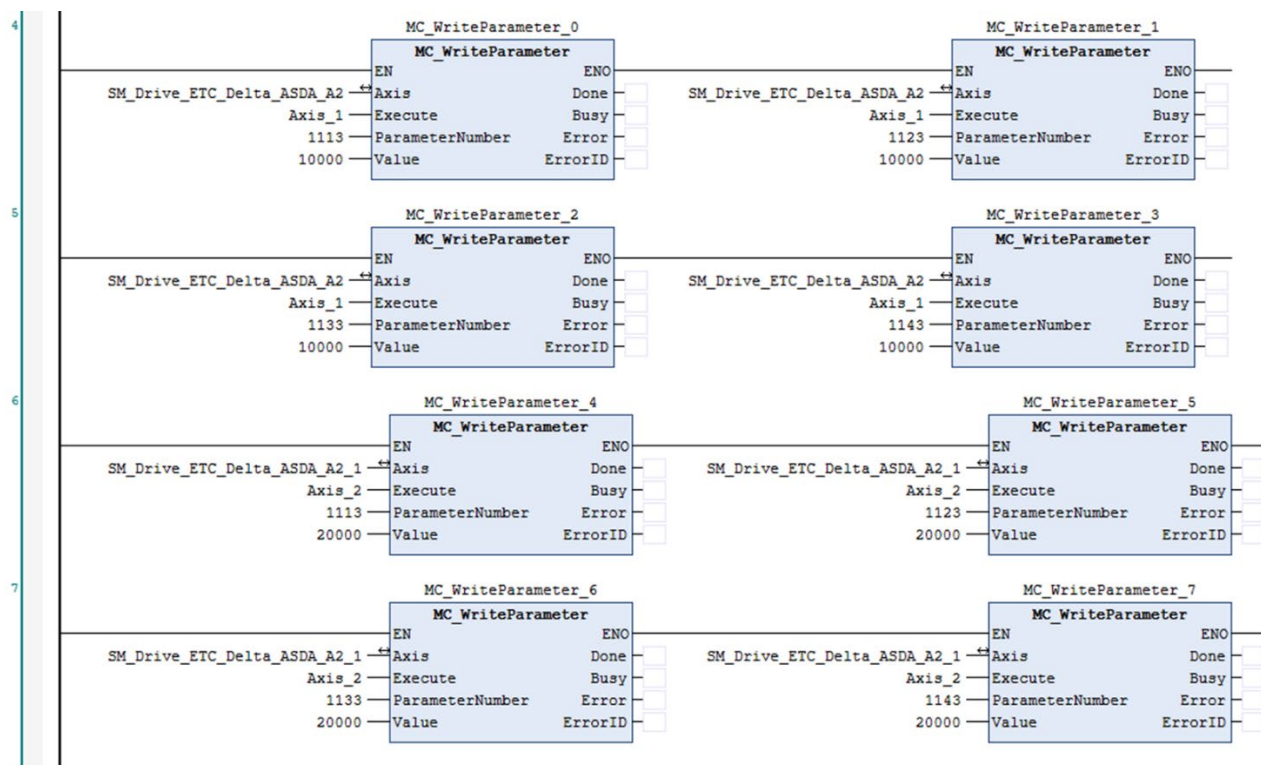 4
MC_WriteParameter_0 MC_WriteParameter_1
MC_WriteParameter MC_WriteParameter
EN ENO EN ENO
SM_Drive_ETC_Delta_ASDA_A2 Axis Done SM_Drive_ETC_Delta_ASDA_A2 Axis Done
Axis_1 Execute Busy Axis_1 Execute Busy
1113 ParameterNumber Error 1123 ParameterNumber Error
10000 Value ErrorID 10000 Value ErrorID
5
MC_WriteParameter_2 MC_WriteParameter_3
MC_WriteParameter MC_WriteParameter
EN ENO EN ENO
SM_Drive_ETC_Delta_ASDA_A2 Axis Done SM_Drive_ETC_Delta_ASDA_A2 Axis Done
Axis_1 Execute Busy Axis_1 Execute Busy
1133 ParameterNumber Error 1143 ParameterNumber Error
10000 Value ErrorID 10000 Value ErrorID
6
MC_WriteParameter_4 MC_WriteParameter_5
MC_WriteParameter MC_WriteParameter
EN ENO EN ENO
SM_Drive_ETC_Delta_ASDA_A2_1 Axis Done SM_Drive_ETC_Delta_ASDA_A2_1 Axis Done
Axis_2 Execute Busy Axis_2 Execute Busy
1113 ParameterNumber Error 1123 ParameterNumber Error
20000 Value ErrorID 20000 Value ErrorID
7
MC_WriteParameter_6 MC_WriteParameter_7
MC_WriteParameter MC_WriteParameter
EN ENO EN ENO
SM_Drive_ETC_Delta_ASDA_A2_1 Axis Done SM_Drive_ETC_Delta_ASDA_A2_1 Axis Done
Axis_2 Execute Busy Axis_2 Execute Busy
1133 ParameterNumber Error 1143 ParameterNumber Error
20000 Value ErrorID 20000 Value ErrorID